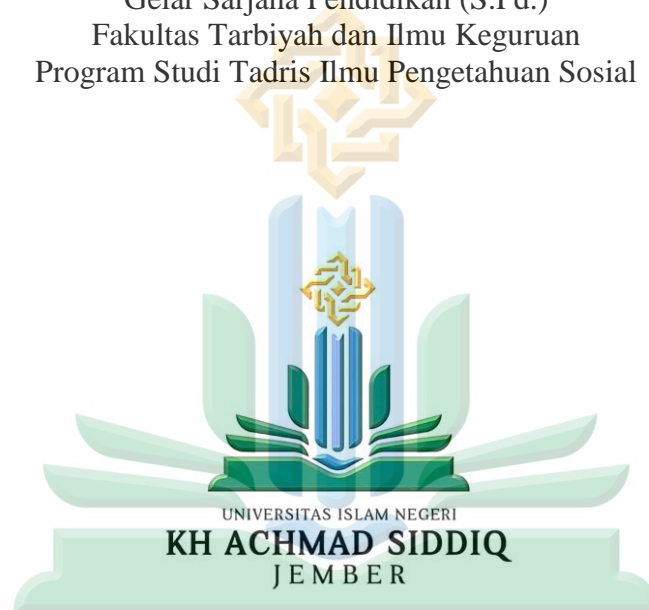 Gelar Sarjana Pendidikan (S.Pd.)
Fakultas Tarbiyah dan Ilmu Keguruan
Program Studi Tadris Ilmu Pengetahuan Sosial
UNIVERSITAS ISLAM NEGERI
KH ACHMAD SIDDIQ
JEMBER